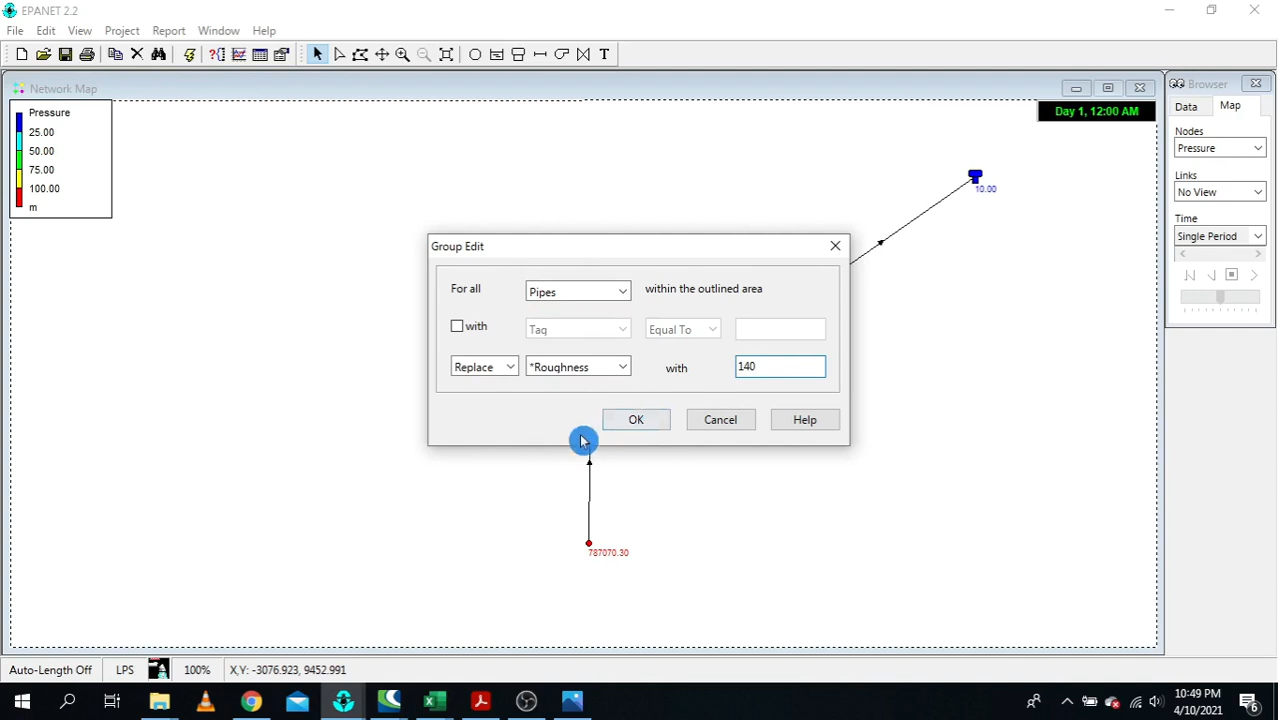 EPANET 2.2
File Edit View Project Report Window Help
Network Map
Day 1, 12:00 AM
Pressure
25.00
50.00
75.00
100.00
m
10.00
787070.30
Group Edit
For all Pipes within the outlined area
with Tag Equal To
Replace *Roughness with 140
OK Cancel Help
Browser
Data Map
Nodes
Pressure
Links
No View
Time
Single Period
Auto-Length Off LPS 100% X,Y: -3076.923, 9452.991
10:49 PM
4/10/2021
6